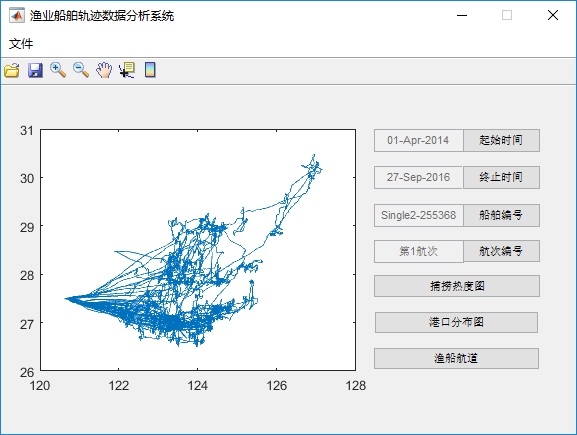 渔业船舶轨迹数据分析系统
文件
31
30
29
28
27
26
120 122 124 126 128
01-Apr-2014 起始时间
27-Sep-2016 终止时间
Single2-255368 船舶编号
第1航次 航次编号
捕捞热度图
港口分布图
渔船航道